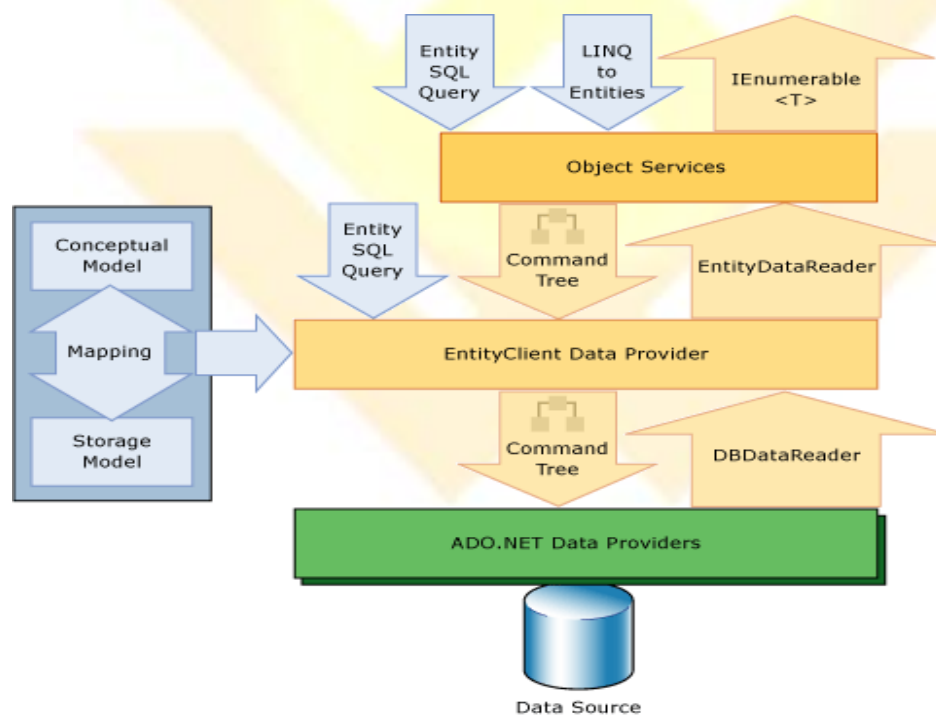 Entity
SQL
Query
LINQ
to
Entities
IEnumerable
<T>
Object Services
Conceptual
Model
Mapping
Storage
Model
Entity
SQL
Query
Command
Tree
EntityDataReader
EntityClient Data Provider
Command
Tree
DBDataReader
ADO.NET Data Providers
Data Source